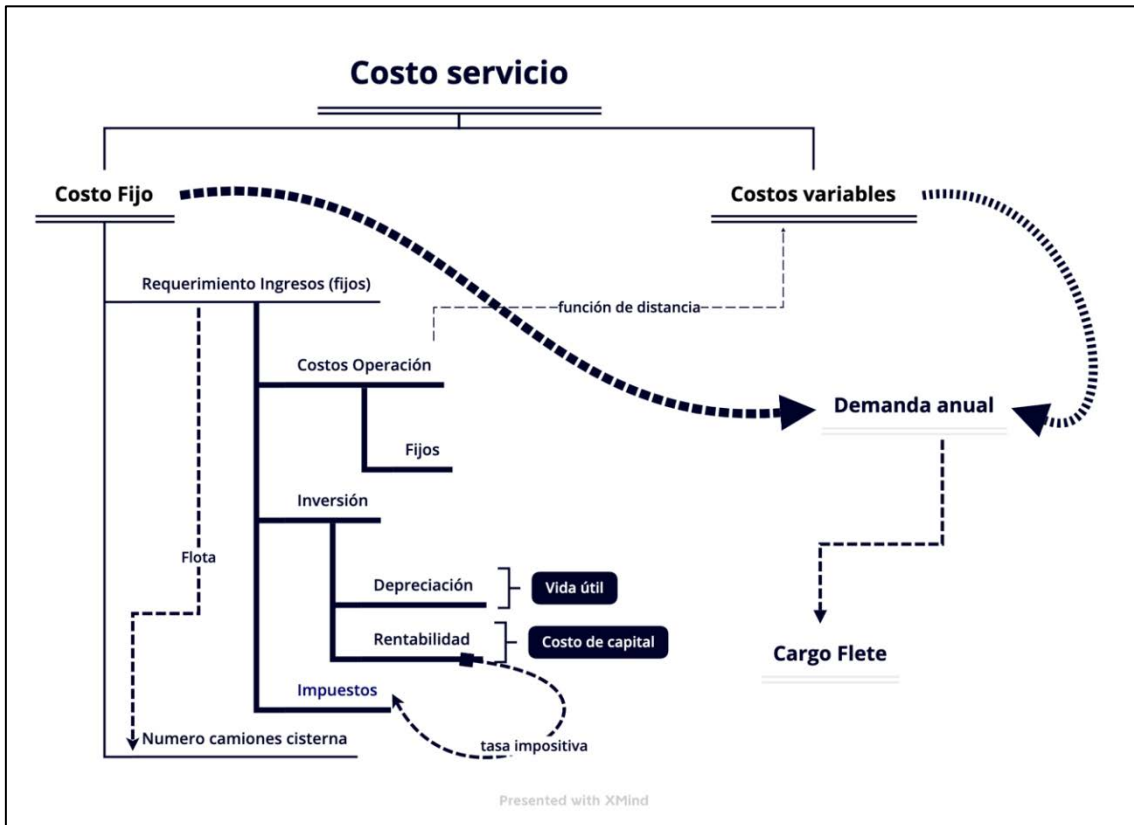 Costo servicio
Costo Fijo
Costos variables
Requerimiento Ingresos (fijos)
función de distancia
Costos Operación
Demanda anual
Fijos
Inversión
Flota
Depreciación
Vida útil
Rentabilidad
Costo de capital
Cargo Flete
Impuestos
Numero camiones cisterna
tasa impositiva
Presented with XMind